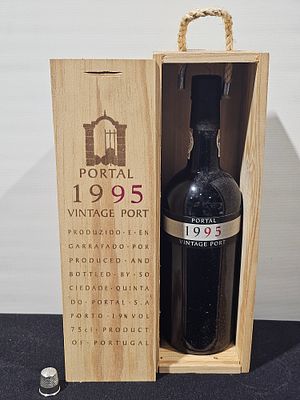 PORTAL
1995
VINTAGE PORT
PRODUZIDO·E·EN
GARRAFADO·POR
PRODUCED·AND
BOTTLED·BY·SO
CIEDADE·QUINTA
DO·PORTAL·S.A
PORTO·19%VOL
75cl·PRODUCT
OF·PORTUGAL
PORTAL
1995
VINTAGE PORT